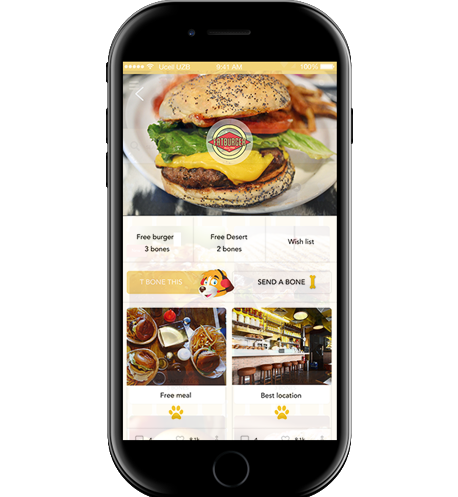 Ucell UZB 9:41 AM 100%
FATBURGER
Free burger
3 bones
Free Desert
2 bones
Wish list
T BONE THIS
SEND A BONE
Free meal
Best location